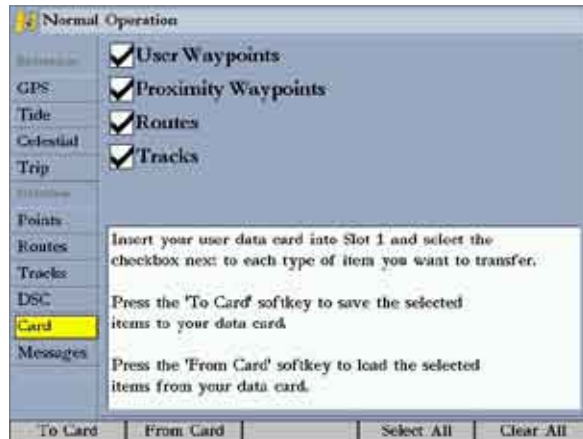 Normal Operation
User Waypoints
Proximity Waypoints
Routes
Tracks
GPS
Tide
Celestial
Trip
Points
Routes
Tracks
DSC
Card
Messages
Insert your user data card into Slot 1 and select the
checkbox next to each type of item you want to transfer.
Press the 'To Card' softkey to save the selected
items to your data card.
Press the 'From Card' softkey to load the selected
items from your data card.
To Card From Card Select All Clear All